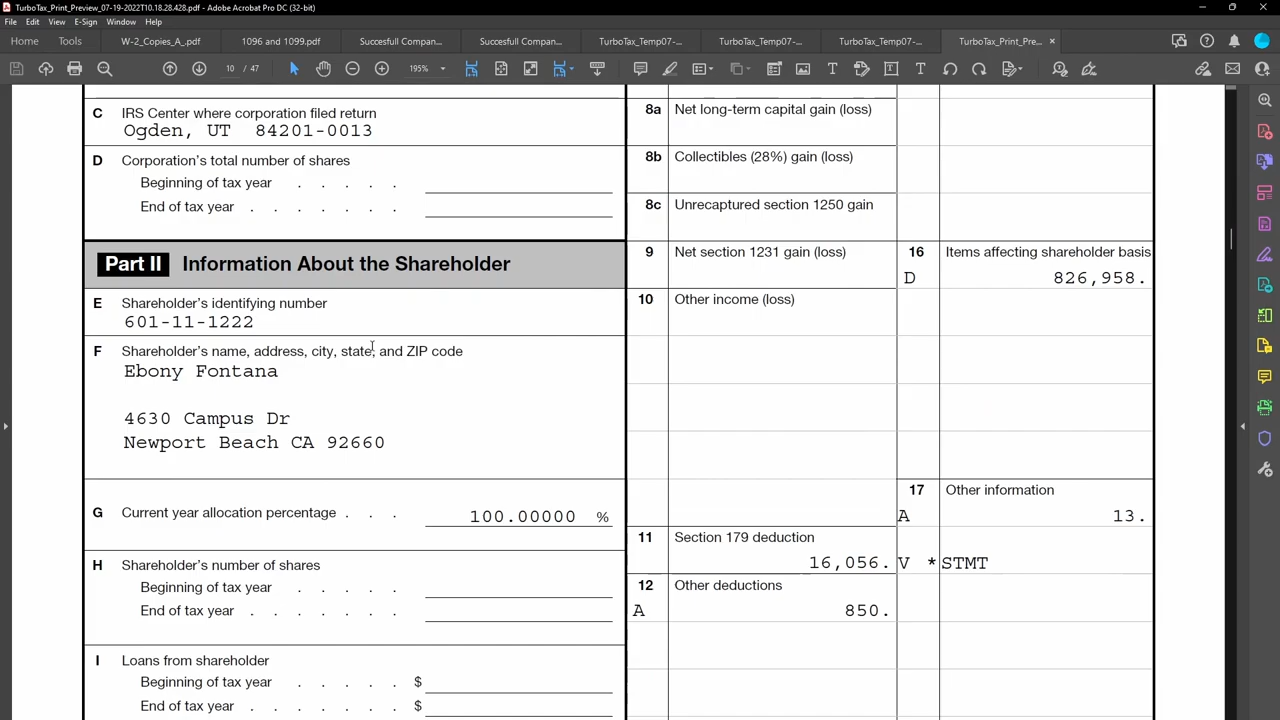 TurboTax_Print_Preview_07-19-2022T10.18.28.428.pdf - Adobe Acrobat Pro DC (32-bit)
File Edit View E-Sign Window Help
Home Tools W-2_Copies_A_.pdf 1096 and 1099.pdf Succesfull Compan... Succesfull Compan... TurboTax_Temp07-... TurboTax_Temp07-... TurboTax_Temp07-... TurboTax_Print_Pre... ×
10 / 47 195%
C IRS Center where corporation filed return
Ogden, UT 84201-0013
D Corporation's total number of shares
Beginning of tax year . . . . .
End of tax year . . . . . . .
Part II Information About the Shareholder
E Shareholder's identifying number
601-11-1222
F Shareholder's name, address, city, state, and ZIP code
Ebony Fontana
4630 Campus Dr
Newport Beach CA 92660
G Current year allocation percentage . . . 100.00000 %
H Shareholder's number of shares
Beginning of tax year . . . . .
End of tax year . . . . . . .
I Loans from shareholder
Beginning of tax year . . . . . $
End of tax year . . . . . . . $
8a Net long-term capital gain (loss)
8b Collectibles (28%) gain (loss)
8c Unrecaptured section 1250 gain
9 Net section 1231 gain (loss)
10 Other income (loss)
11 Section 179 deduction
16,056.
12 Other deductions
A 850.
16 Items affecting shareholder basis
D 826,958.
17 Other information
A 13.
V * STMT